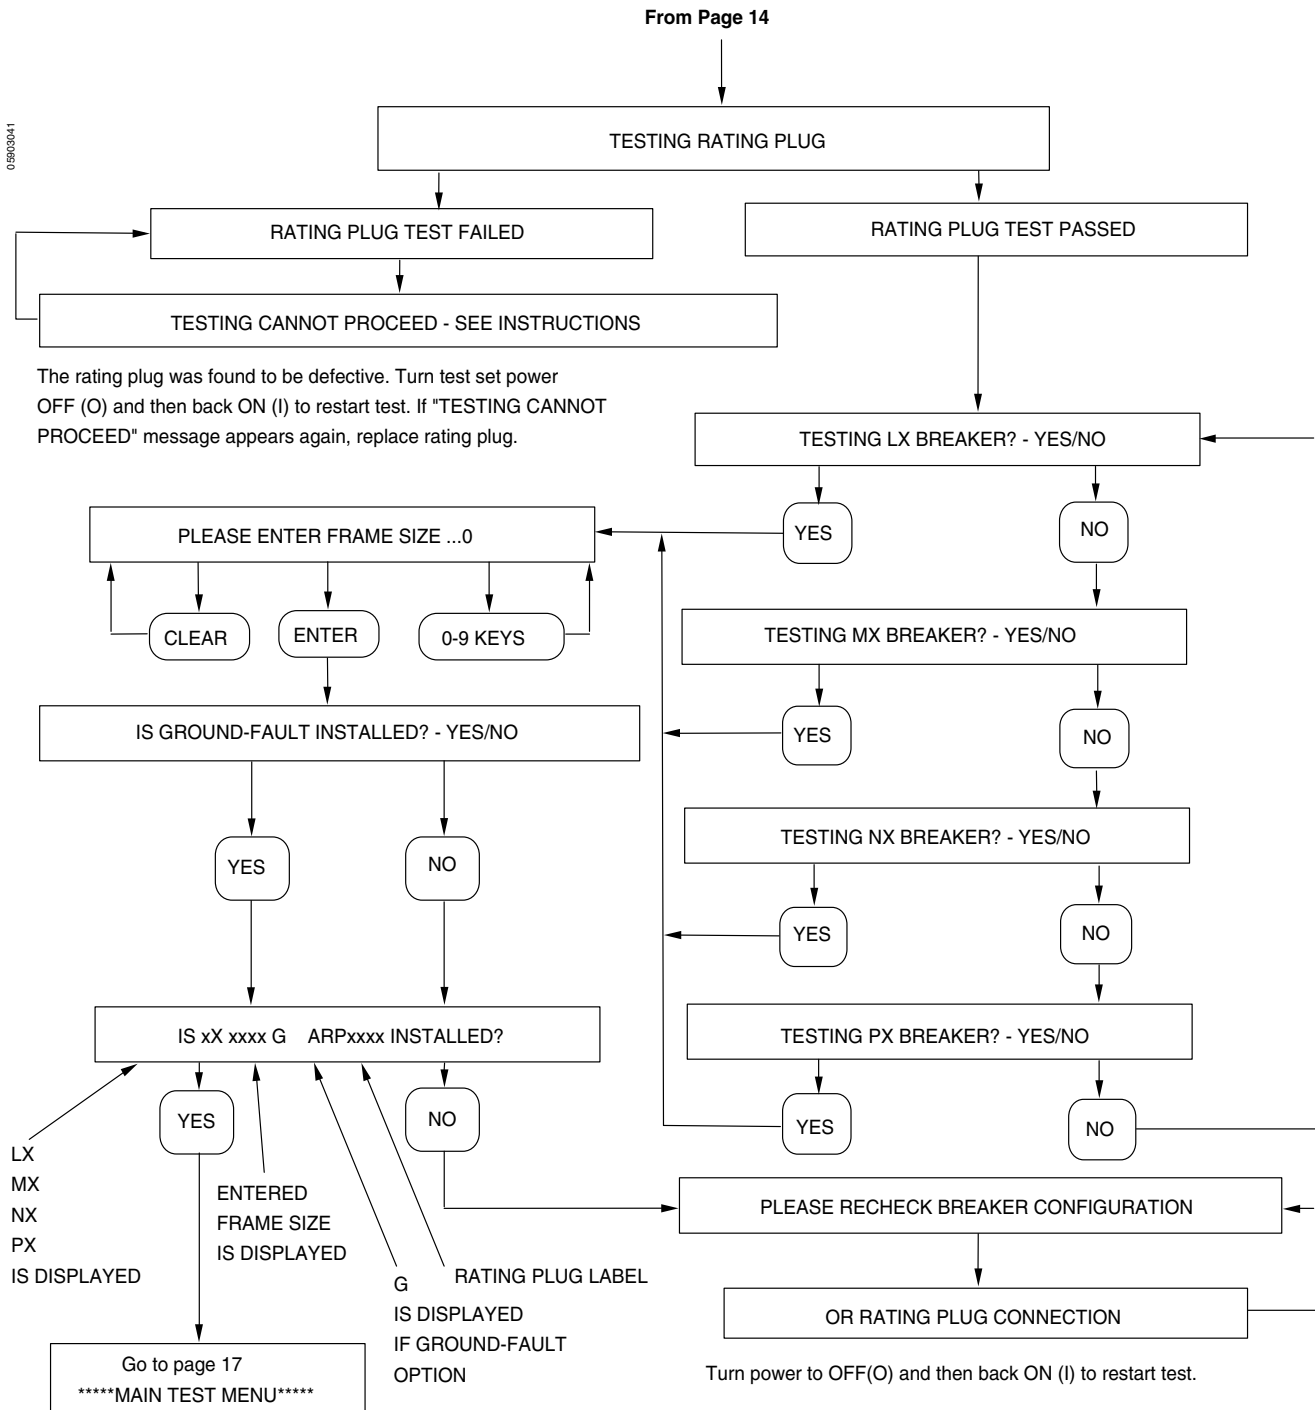 From Page 14
05903041
TESTING RATING PLUG
RATING PLUG TEST FAILED
RATING PLUG TEST PASSED
TESTING CANNOT PROCEED - SEE INSTRUCTIONS
The rating plug was found to be defective. Turn test set power
OFF (O) and then back ON (I) to restart test. If "TESTING CANNOT
PROCEED" message appears again, replace rating plug.
TESTING LX BREAKER? - YES/NO
YES
NO
PLEASE ENTER FRAME SIZE ...0
CLEAR
ENTER
0-9 KEYS
TESTING MX BREAKER? - YES/NO
YES
NO
IS GROUND-FAULT INSTALLED? - YES/NO
YES
NO
TESTING NX BREAKER? - YES/NO
YES
NO
IS xX xxxx G ARPxxxx INSTALLED?
YES
NO
TESTING PX BREAKER? - YES/NO
YES
NO
LX
MX
NX
PX
IS DISPLAYED
ENTERED
FRAME SIZE
IS DISPLAYED
G
IS DISPLAYED
IF GROUND-FAULT
OPTION
RATING PLUG LABEL
PLEASE RECHECK BREAKER CONFIGURATION
OR RATING PLUG CONNECTION
Turn power to OFF(O) and then back ON (I) to restart test.
Go to page 17
*****MAIN TEST MENU*****